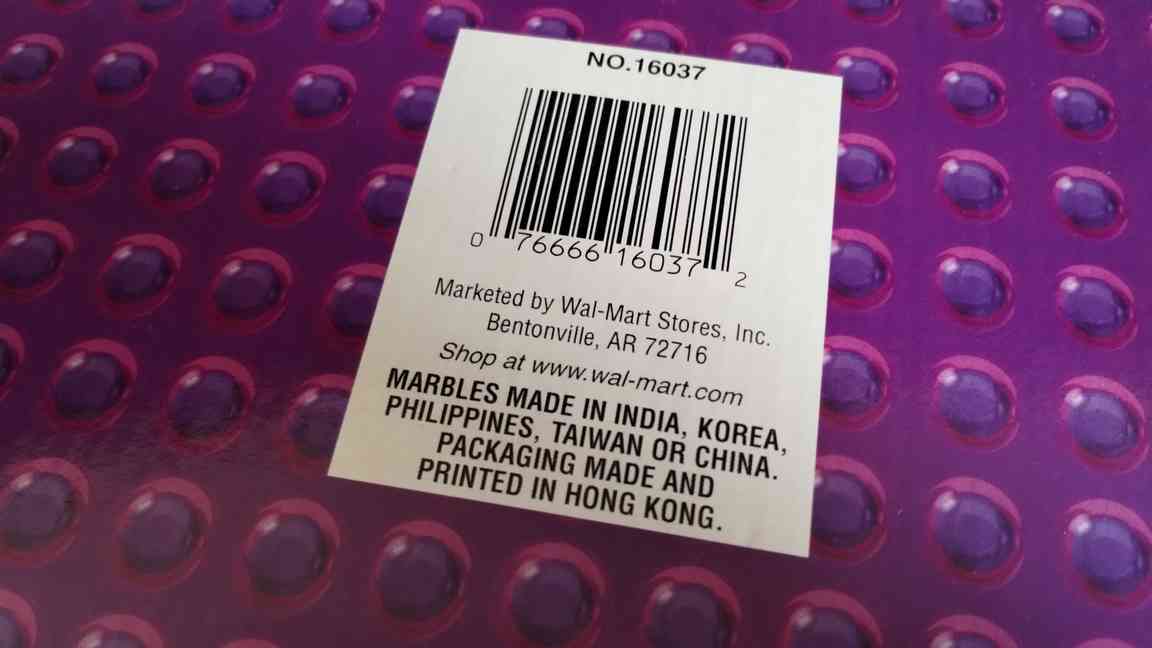 NO.16037
0 76666 16037 2
Marketed by Wal-Mart Stores, Inc.
Bentonville, AR 72716
Shop at www.wal-mart.com
MARBLES MADE IN INDIA, KOREA,
PHILIPPINES, TAIWAN OR CHINA.
PACKAGING MADE AND
PRINTED IN HONG KONG.